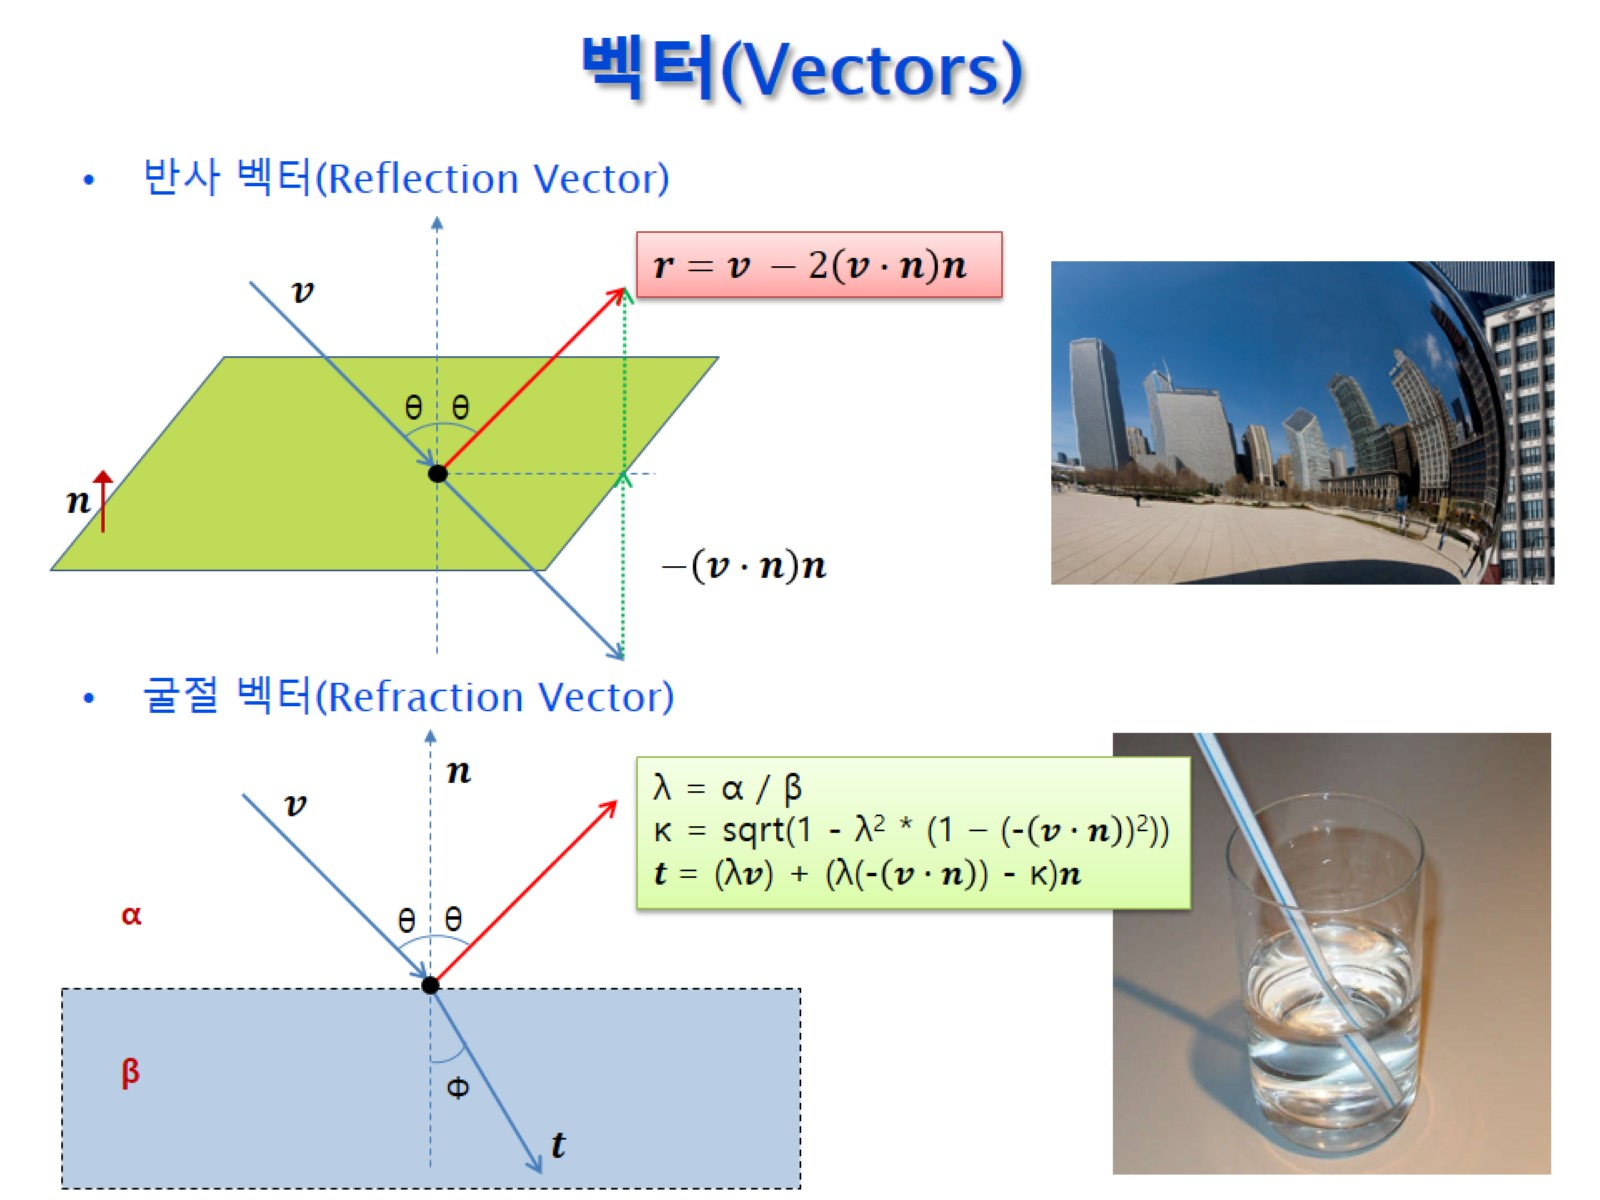 벡터(Vectors)
• 반사 벡터(Reflection Vector)
r = v − 2(v · n)n
v
θ θ
n
−(v · n)n
• 굴절 벡터(Refraction Vector)
n
v
λ = α / β
κ = sqrt(1 - λ² * (1 – (-(v · n))²))
t = (λv) + (λ(-(v · n)) - κ)n
α
θ θ
β
Φ
t